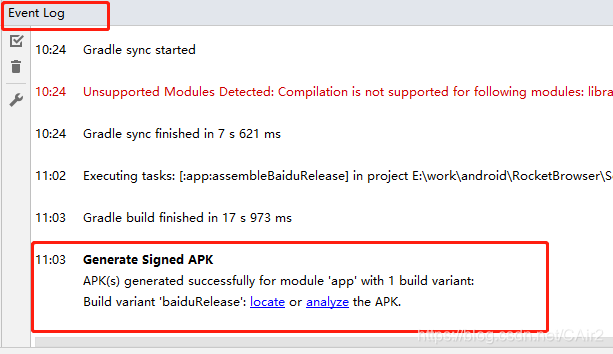 Event Log
10:24 Gradle sync started
10:24 Unsupported Modules Detected: Compilation is not supported for following modules: libra
10:24 Gradle sync finished in 7 s 621 ms
11:02 Executing tasks: [:app:assembleBaiduRelease] in project E:\work\android\RocketBrowser\S
11:03 Gradle build finished in 17 s 973 ms
11:03 Generate Signed APK
APK(s) generated successfully for module 'app' with 1 build variant:
Build variant 'baiduRelease': locate or analyze the APK.
https://blog.csdn.net/CAir2